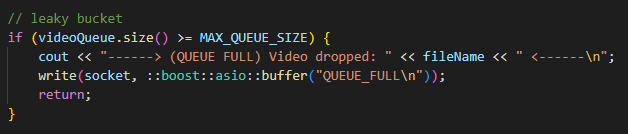 // leaky bucket
if (videoQueue.size() >= MAX_QUEUE_SIZE) {
    cout << "------> (QUEUE FULL) Video dropped: " << fileName << " <------\n";
    write(socket, ::boost::asio::buffer("QUEUE_FULL\n"));
    return;
}